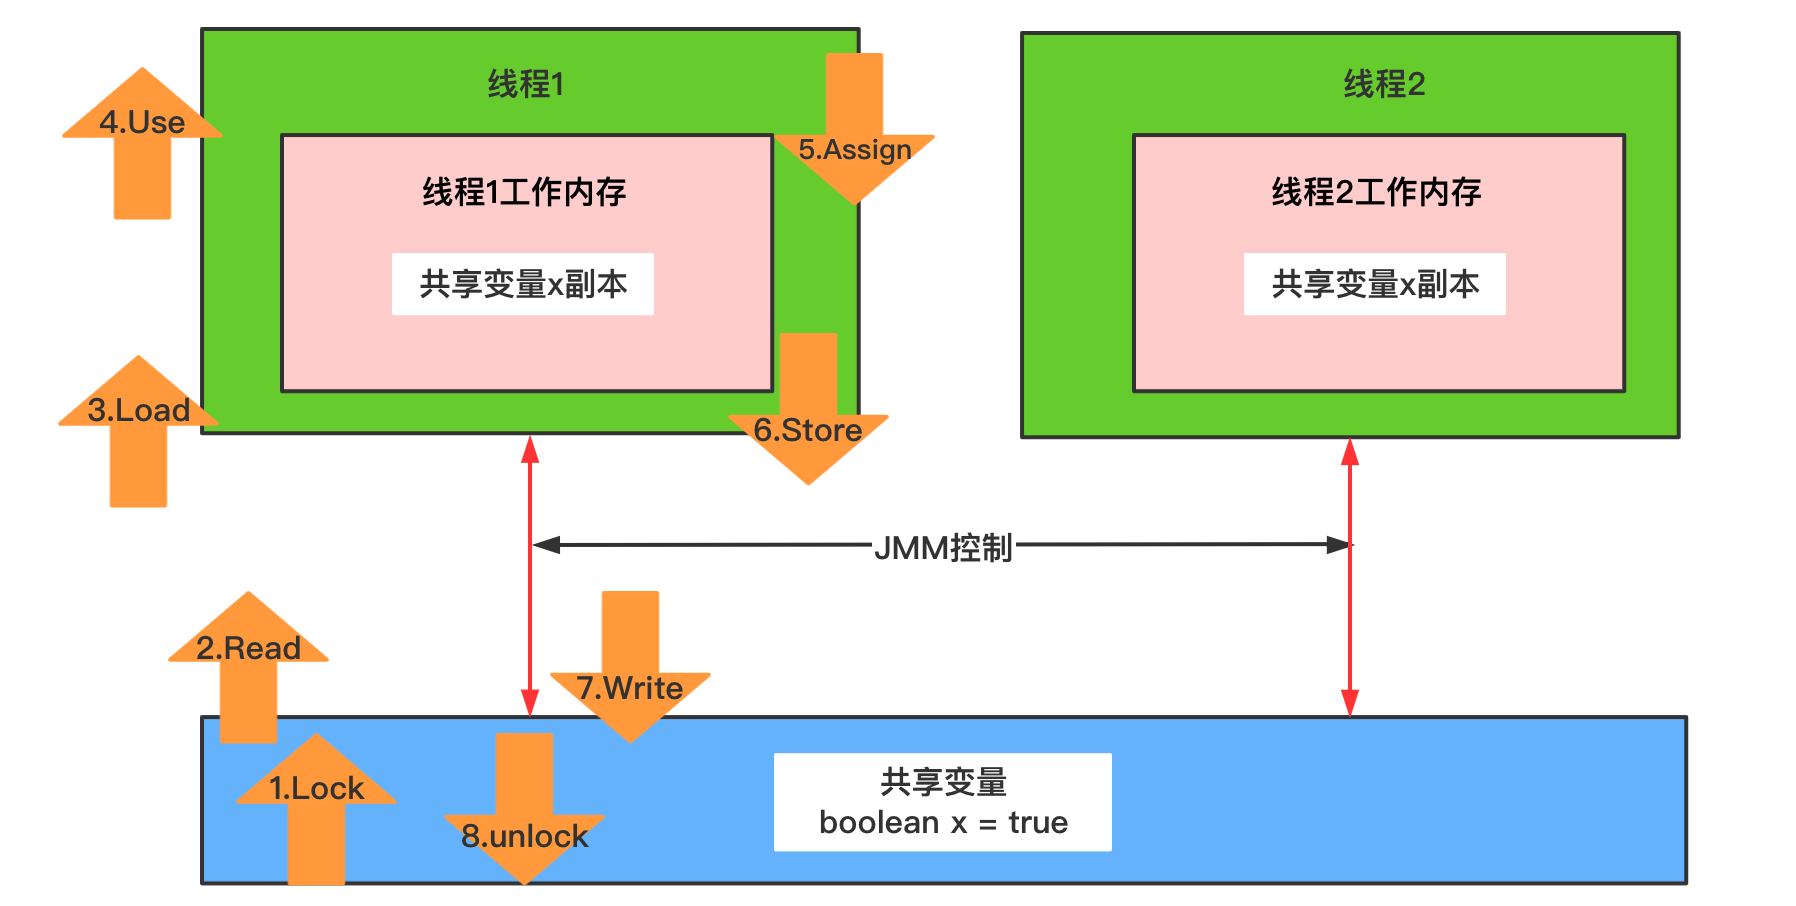 线程1
线程2
4.Use
5.Assign
线程1工作内存
线程2工作内存
共享变量x副本
共享变量x副本
3.Load
6.Store
JMM控制
2.Read
7.Write
1.Lock
8.unlock
共享变量
boolean x = true